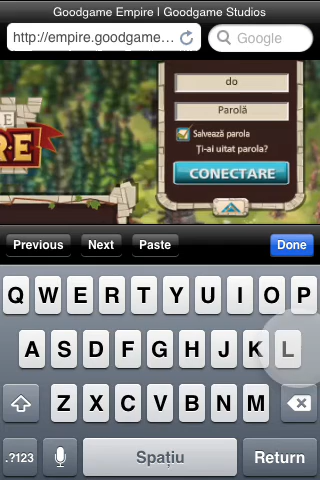 Goodgame Empire | Goodgame Studios
http://empire.goodgame...
Google
do
Parolă
Salvează parola
Ți-ai uitat parola?
CONECTARE
Previous Next Paste Done
Q W E R T Y U I O P
A S D F G H J K L
Z X C V B N M
.?123 Spațiu Return